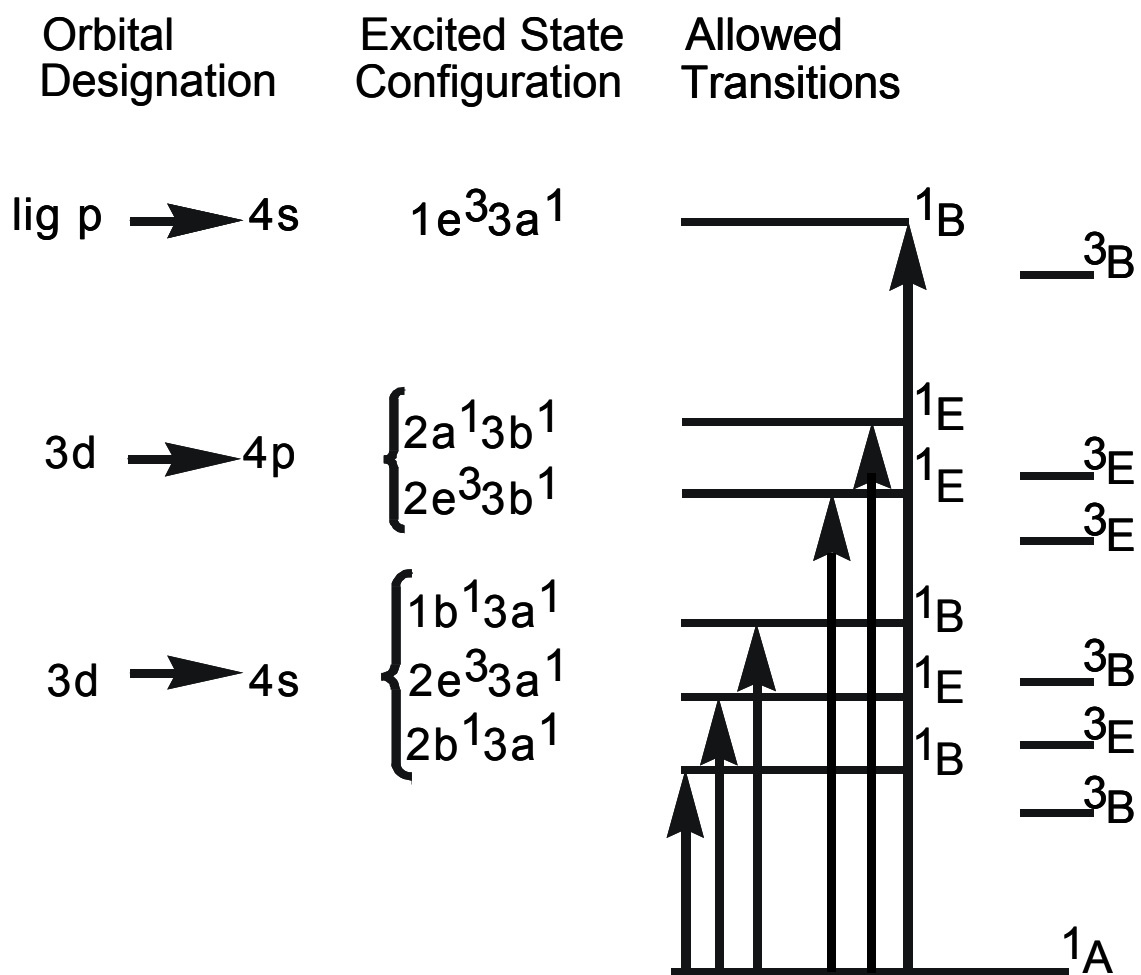 Orbital Designation
Excited State Configuration
Allowed Transitions
lig p 4s 1e³3a¹ ¹B
³B
2a¹3b¹ ¹E
3d 4p ³E
2e³3b¹ ¹E
³E
1b¹3a¹ ¹B
3d 4s 2e³3a¹ ¹E ³B
2b¹3a¹ ¹B ³E
³B
¹A